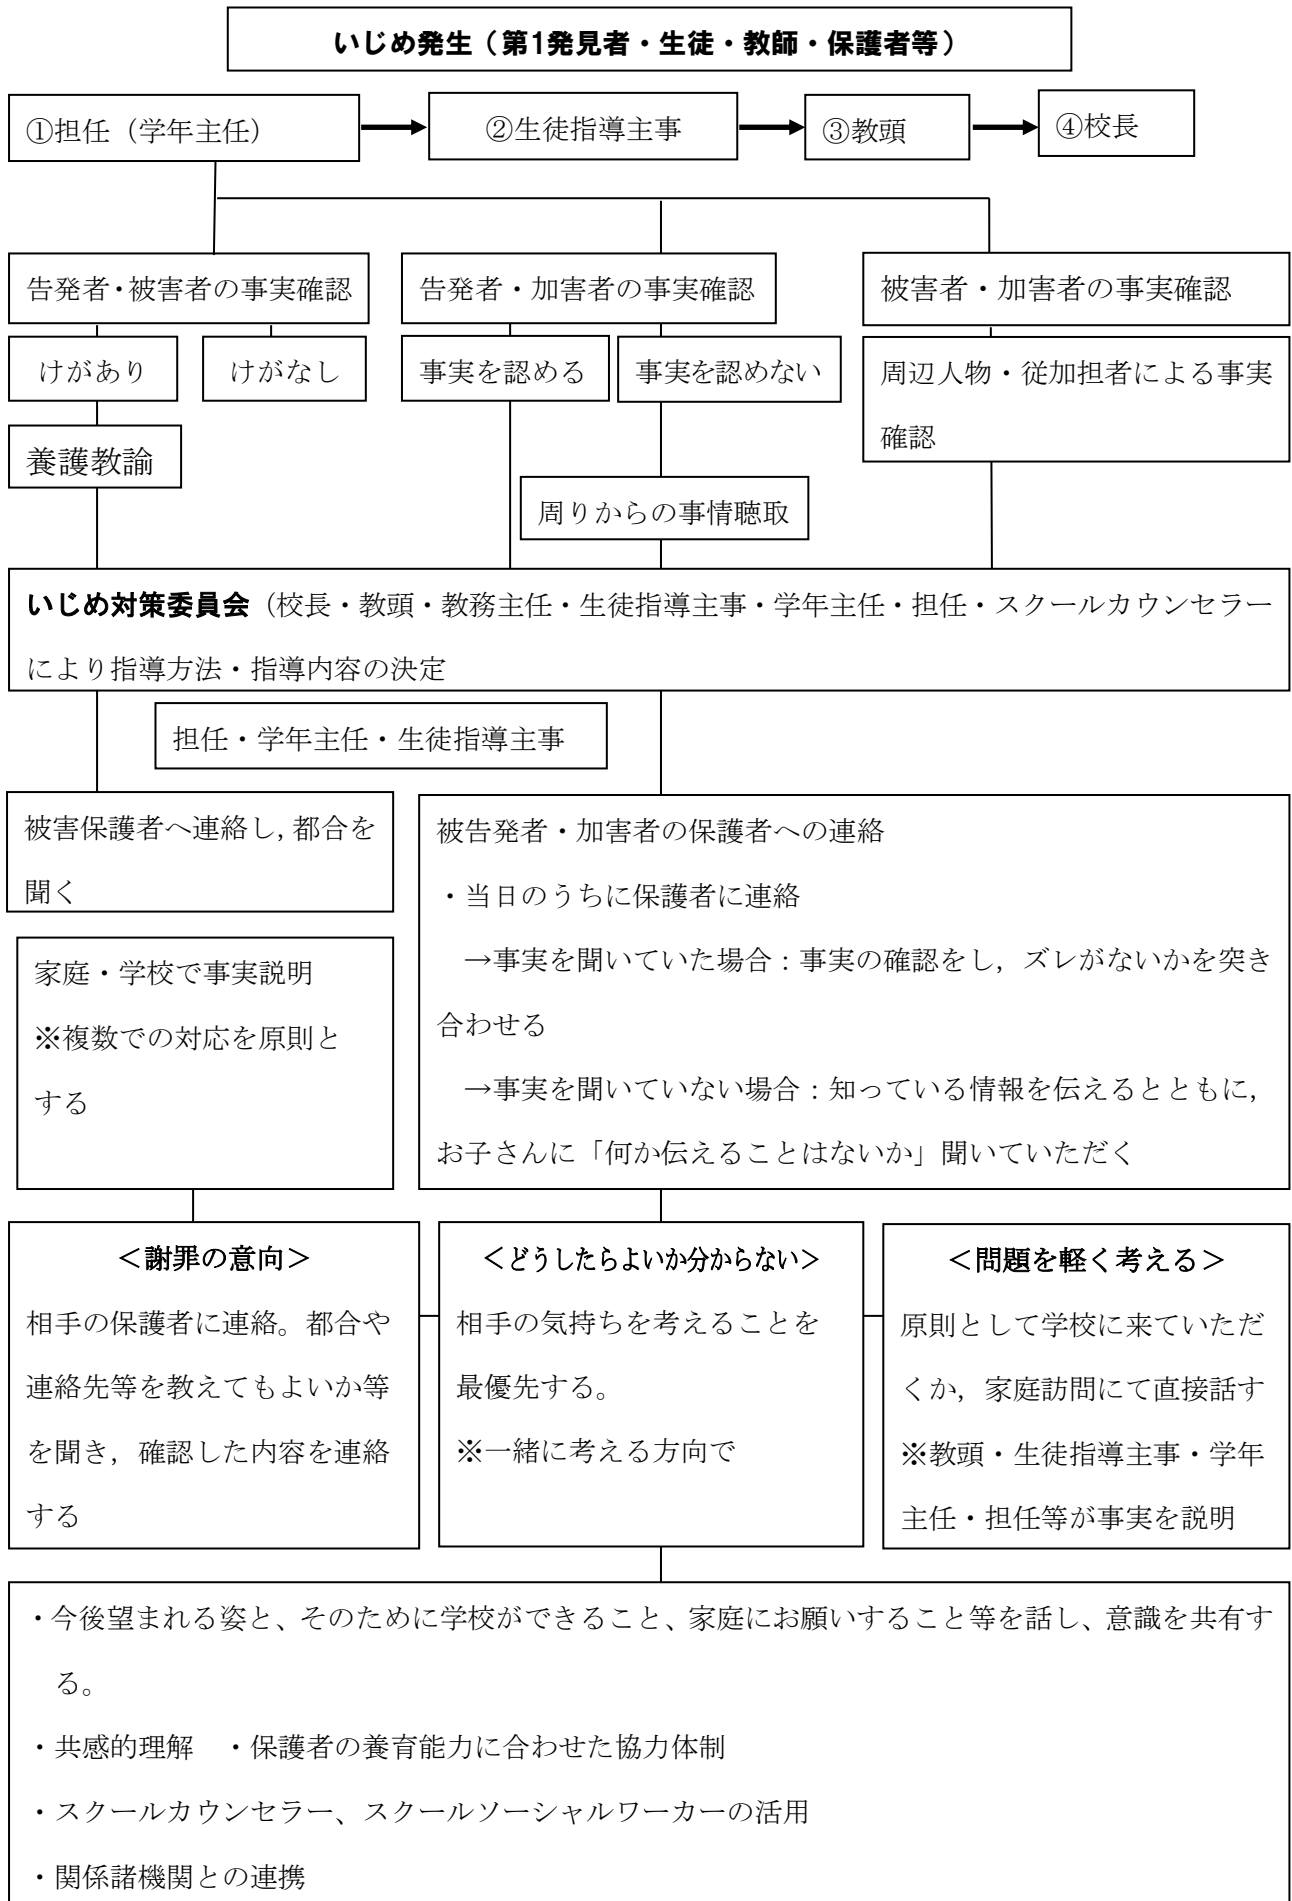 いじめ発生（第1発見者・生徒・教師・保護者等）
①担任（学年主任）
②生徒指導主事
③教頭
④校長
告発者・被害者の事実確認
告発者・加害者の事実確認
被害者・加害者の事実確認
けがあり
けがなし
事実を認める
事実を認めない
周辺人物・従加担者による事実
確認
養護教諭
周りからの事情聴取
いじめ対策委員会（校長・教頭・教務主任・生徒指導主事・学年主任・担任・スクールカウンセラー
により指導方法・指導内容の決定
担任・学年主任・生徒指導主事
被害保護者へ連絡し，都合を
聞く
家庭・学校で事実説明
※複数での対応を原則と
する
被告発者・加害者の保護者への連絡
・当日のうちに保護者に連絡
→事実を聞いていた場合：事実の確認をし，ズレがないかを突き
合わせる
→事実を聞いていない場合：知っている情報を伝えるとともに，
お子さんに「何か伝えることはないか」聞いていただく
＜謝罪の意向＞
相手の保護者に連絡。都合や
連絡先等を教えてもよいか等
を聞き，確認した内容を連絡
する
＜どうしたらよいか分からない＞
相手の気持ちを考えることを
最優先する。
※一緒に考える方向で
＜問題を軽く考える＞
原則として学校に来ていただ
くか，家庭訪問にて直接話す
※教頭・生徒指導主事・学年
主任・担任等が事実を説明
・今後望まれる姿と、そのために学校ができること、家庭にお願いすること等を話し、意識を共有す
る。
・共感的理解　・保護者の養育能力に合わせた協力体制
・スクールカウンセラー、スクールソーシャルワーカーの活用
・関係諸機関との連携